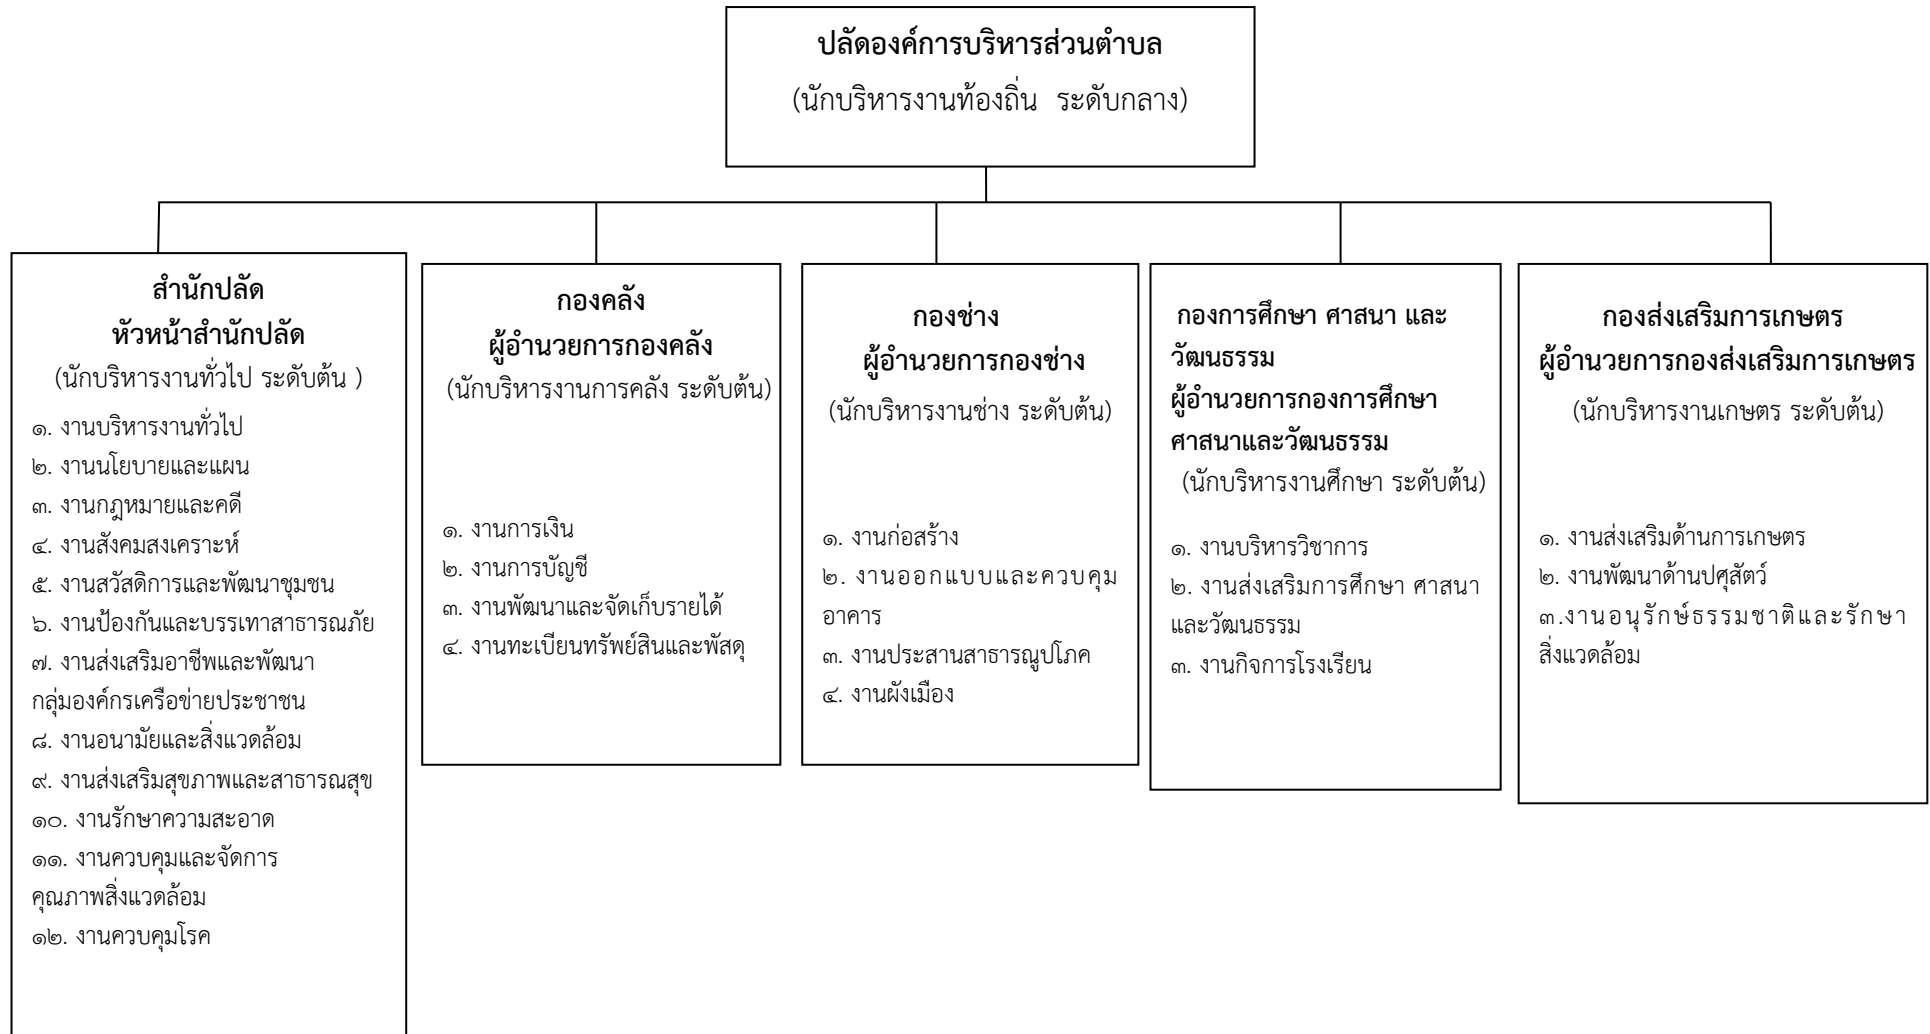 ปลัดองค์การบริหารส่วนตำบล
(นักบริหารงานท้องถิ่น ระดับกลาง)
สำนักปลัด
หัวหน้าสำนักปลัด
(นักบริหารงานทั่วไป ระดับต้น )
๑. งานบริหารงานทั่วไป
๒. งานนโยบายและแผน
๓. งานกฎหมายและคดี
๔. งานสังคมสงเคราะห์
๕. งานสวัสดิการและพัฒนาชุมชน
๖. งานป้องกันและบรรเทาสาธารณภัย
๗. งานส่งเสริมอาชีพและพัฒนา
กลุ่มองค์กรเครือข่ายประชาชน
๘. งานอนามัยและสิ่งแวดล้อม
๙. งานส่งเสริมสุขภาพและสาธารณสุข
๑๐. งานรักษาความสะอาด
๑๑. งานควบคุมและจัดการ
คุณภาพสิ่งแวดล้อม
๑๒. งานควบคุมโรค
กองคลัง
ผู้อำนวยการกองคลัง
(นักบริหารงานการคลัง ระดับต้น)
๑. งานการเงิน
๒. งานการบัญชี
๓. งานพัฒนาและจัดเก็บรายได้
๔. งานทะเบียนทรัพย์สินและพัสดุ
กองช่าง
ผู้อำนวยการกองช่าง
(นักบริหารงานช่าง ระดับต้น)
๑. งานก่อสร้าง
๒. งานออกแบบและควบคุม
อาคาร
๓. งานประสานสาธารณูปโภค
๔. งานผังเมือง
กองการศึกษา ศาสนา และ
วัฒนธรรม
ผู้อำนวยการกองการศึกษา
ศาสนาและวัฒนธรรม
(นักบริหารงานศึกษา ระดับต้น)
๑. งานบริหารวิชาการ
๒. งานส่งเสริมการศึกษา ศาสนา
และวัฒนธรรม
๓. งานกิจการโรงเรียน
กองส่งเสริมการเกษตร
ผู้อำนวยการกองส่งเสริมการเกษตร
(นักบริหารงานเกษตร ระดับต้น)
๑. งานส่งเสริมด้านการเกษตร
๒. งานพัฒนาด้านปศุสัตว์
๓.งานอนุรักษ์ธรรมชาติและรักษา
สิ่งแวดล้อม